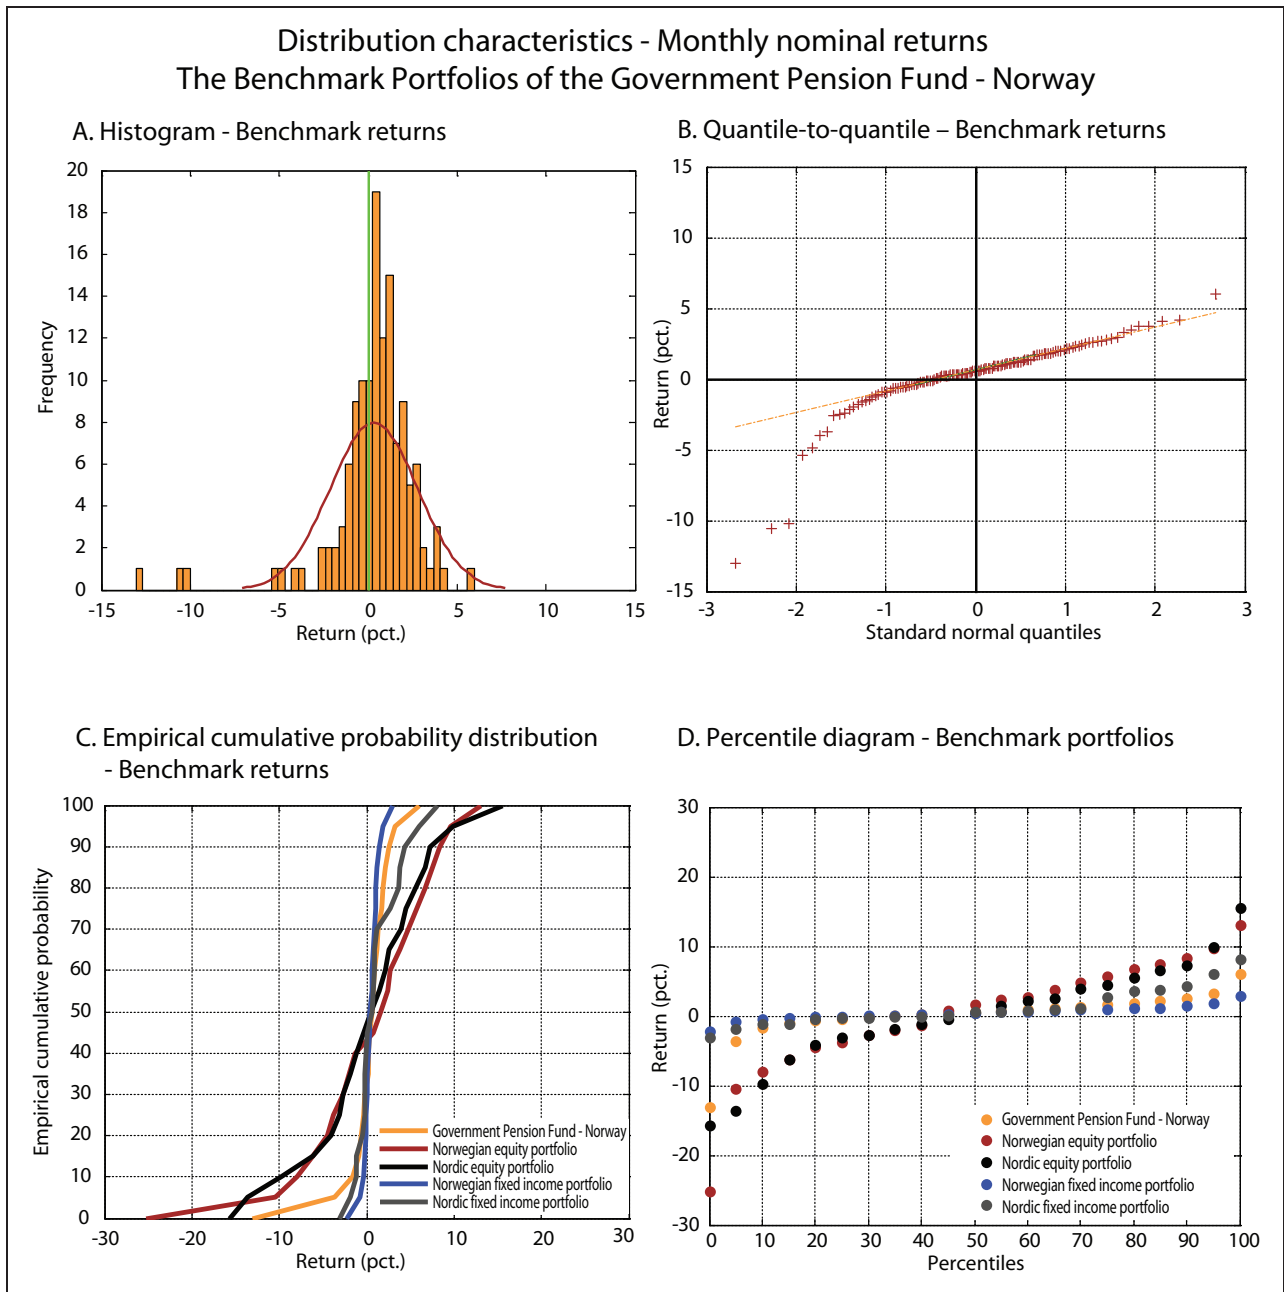 Distribution characteristics - Monthly nominal returns
The Benchmark Portfolios of the Government Pension Fund - Norway
A. Histogram - Benchmark returns
20
18
16
14
12
10
8
6
4
2
0
Frequency
-15
-10
-5
0
5
10
15
Return (pct.)
B. Quantile-to-quantile – Benchmark returns
15
10
5
0
-5
-10
-15
Return (pct.)
-3
-2
-1
0
1
2
3
Standard normal quantiles
C. Empirical cumulative probability distribution
- Benchmark returns
100
90
80
70
60
50
40
30
20
10
0
Empirical cumulative probability
Government Pension Fund - Norway
Norwegian equity portfolio
Nordic equity portfolio
Norwegian fixed income portfolio
Nordic fixed income portfolio
-30
-20
-10
0
10
20
30
Return (pct.)
D. Percentile diagram - Benchmark portfolios
30
20
10
0
-10
-20
-30
Return (pct.)
Government Pension Fund - Norway
Norwegian equity portfolio
Nordic equity portfolio
Norwegian fixed income portfolio
Nordic fixed income portfolio
0
10
20
30
40
50
60
70
80
90
100
Percentiles